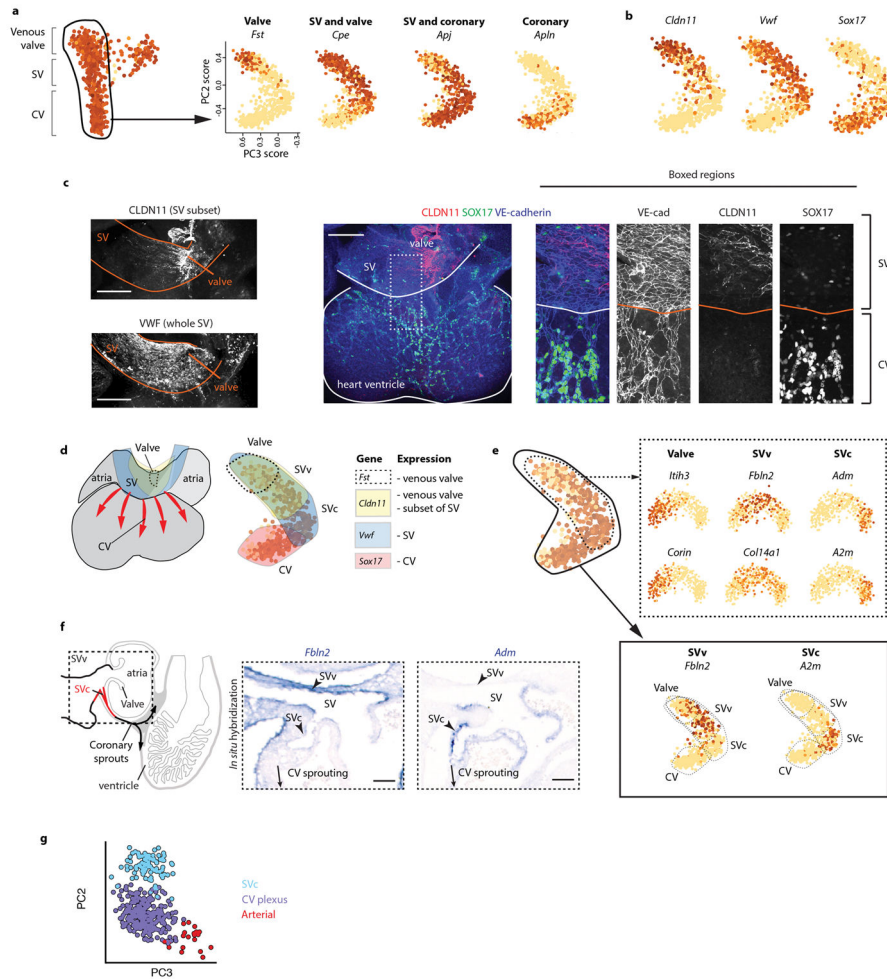 a
Venous
valve
SV
CV
Valve
Fst
SV and valve
Cpe
SV and coronary
Apj
Coronary
Apln
PC2 score
0.4
0.0
-0.4
0.6
0.3
0.0
-0.3
PC3 score
b
Cldn11
Vwf
Sox17
c
Boxed regions
CLDN11 (SV subset)
SV
valve
VWF (whole SV)
SV
valve
CLDN11 SOX17 VE-cadherin
valve
SV
heart ventricle
VE-cad
CLDN11
SOX17
SV
CV
d
Valve
atria
SV
atria
CV
Valve
SVv
SVc
CV
Gene Expression
Fst - venous valve
Cldn11 - venous valve
- subset of SV
Vwf - SV
Sox17 - CV
e
Valve SVv SVc
Itih3 Fbln2 Adm
Corin Col14a1 A2m
SVv SVc
Fbln2 A2m
Valve
SVv
SVc
CV
Valve
SVv
SVc
CV
f
SVv
SVc
atria
Valve
Coronary
sprouts
ventricle
In situ hybridization
Fbln2
SVv
SV
SVc
CV sprouting
Adm
SVv
SV
SVc
CV sprouting
g
PC2
PC3
SVc
CV plexus
Arterial